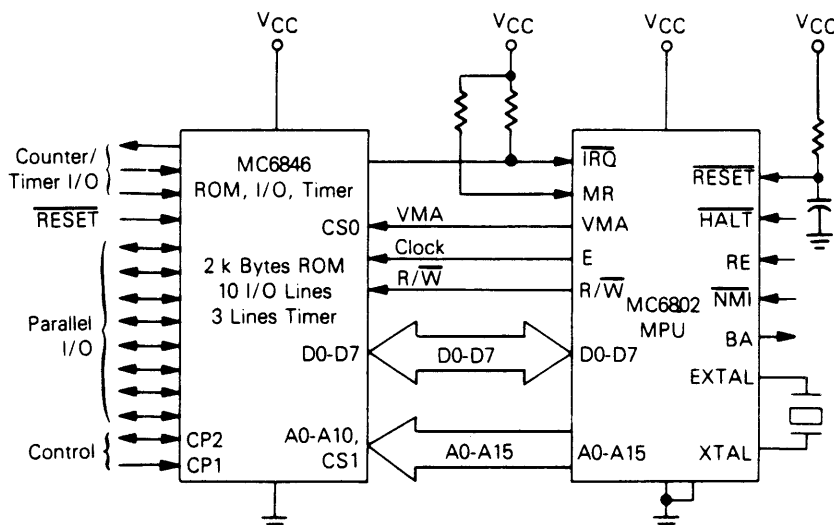 VCC VCC VCC VCC
Counter/
Timer I/O
RESET
Parallel
I/O
Control
MC6846
ROM, I/O, Timer
CS0
2 k Bytes ROM
10 I/O Lines
3 Lines Timer
D0-D7
A0-A10,
CS1
CP2
CP1
VMA
Clock
R/W
D0-D7
A0-A15
IRQ
MR
VMA
E
R/W
MC6802
MPU
D0-D7
A0-A15
RESET
HALT
RE
NMI
BA
EXTAL
XTAL